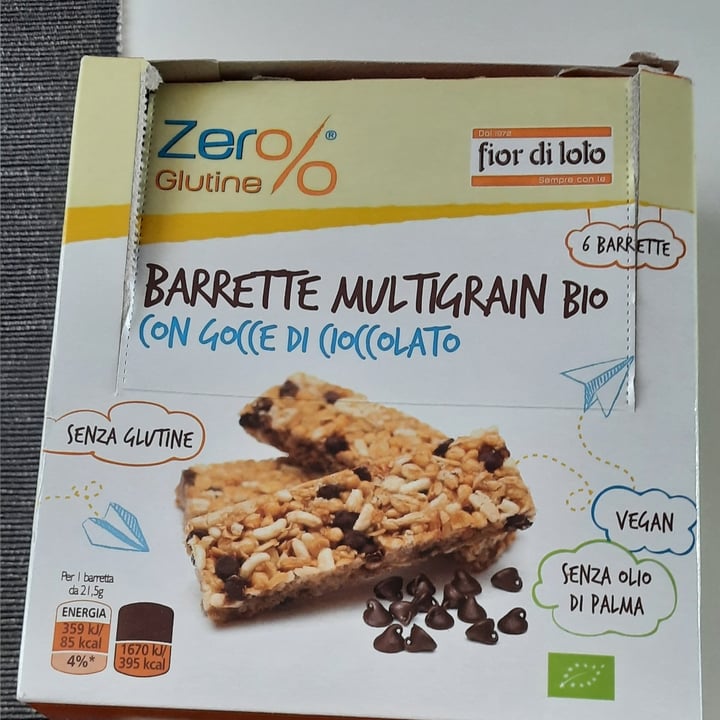 Zero% ®
Glutine
Dal 1972
fior di loto
Sempre con te
6 BARRETTE
BARRETTE MULTIGRAIN BIO
CON GOCCE DI CIOCCOLATO
SENZA GLUTINE
VEGAN
SENZA OLIO
DI PALMA
Per 1 barretta
da 21,5g
ENERGIA
359 kJ/
85 kcal
4%*
1670 kJ/
395 kcal